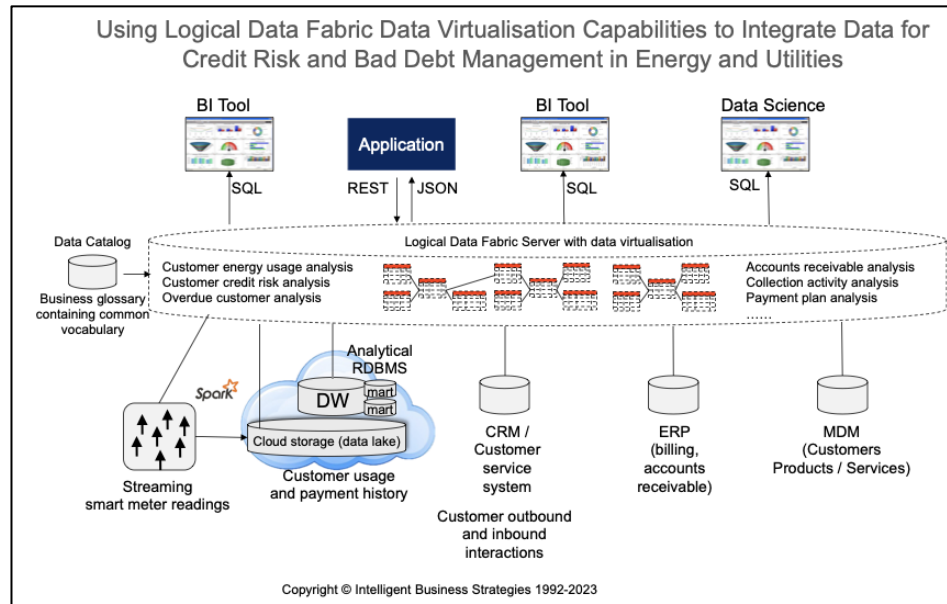 Using Logical Data Fabric Data Virtualisation Capabilities to Integrate Data for
Credit Risk and Bad Debt Management in Energy and Utilities
BI Tool
Application
BI Tool
Data Science
SQL
REST
JSON
SQL
SQL
Logical Data Fabric Server with data virtualisation
Data Catalog
Business glossary
containing common
vocabulary
Customer energy usage analysis
Customer credit risk analysis
Overdue customer analysis
Accounts receivable analysis
Collection activity analysis
Payment plan analysis
......
Spark
Analytical
RDBMS
DW
mart
mart
Cloud storage (data lake)
Customer usage
and payment history
Streaming
smart meter readings
CRM /
Customer
service
system
Customer outbound
and inbound
interactions
ERP
(billing,
accounts
receivable)
MDM
(Customers
Products / Services)
Copyright © Intelligent Business Strategies 1992-2023